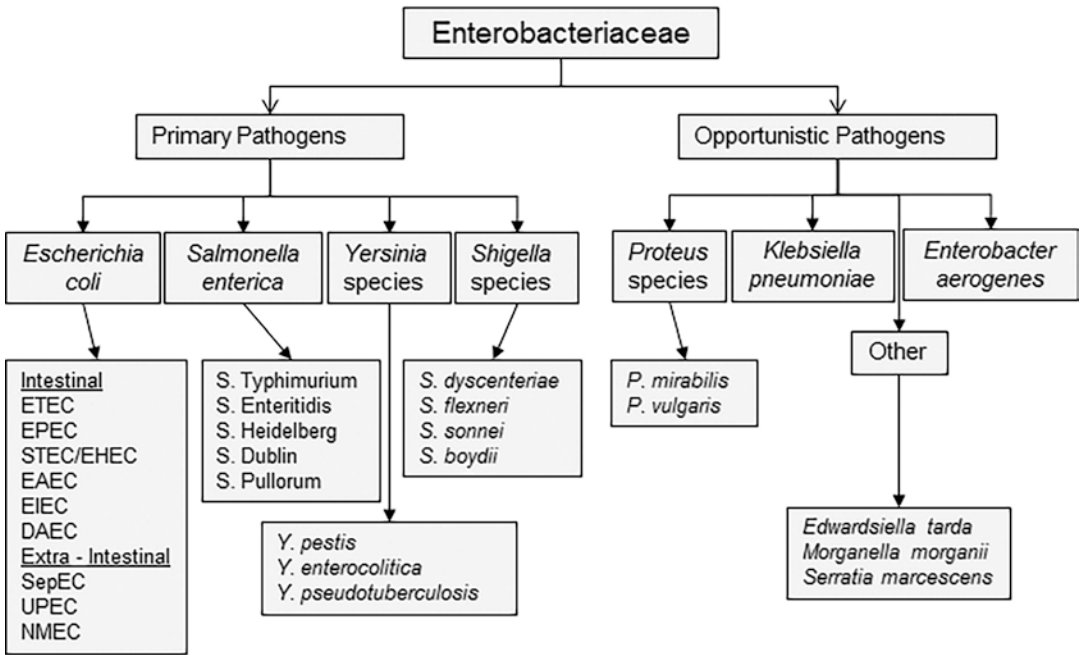 Enterobacteriaceae
Primary Pathogens
Opportunistic Pathogens
Escherichia
coli
Salmonella
enterica
Yersinia
species
Shigella
species
Proteus
species
Klebsiella
pneumoniae
Enterobacter
aerogenes
Other
Intestinal
ETEC
EPEC
STEC/EHEC
EAEC
EIEC
DAEC
Extra - Intestinal
SepEC
UPEC
NMEC
S. Typhimurium
S. Enteritidis
S. Heidelberg
S. Dublin
S. Pullorum
Y. pestis
Y. enterocolitica
Y. pseudotuberculosis
S. dyscenteriae
S. flexneri
S. sonnei
S. boydii
P. mirabilis
P. vulgaris
Edwardsiella tarda
Morganella morganii
Serratia marcescens